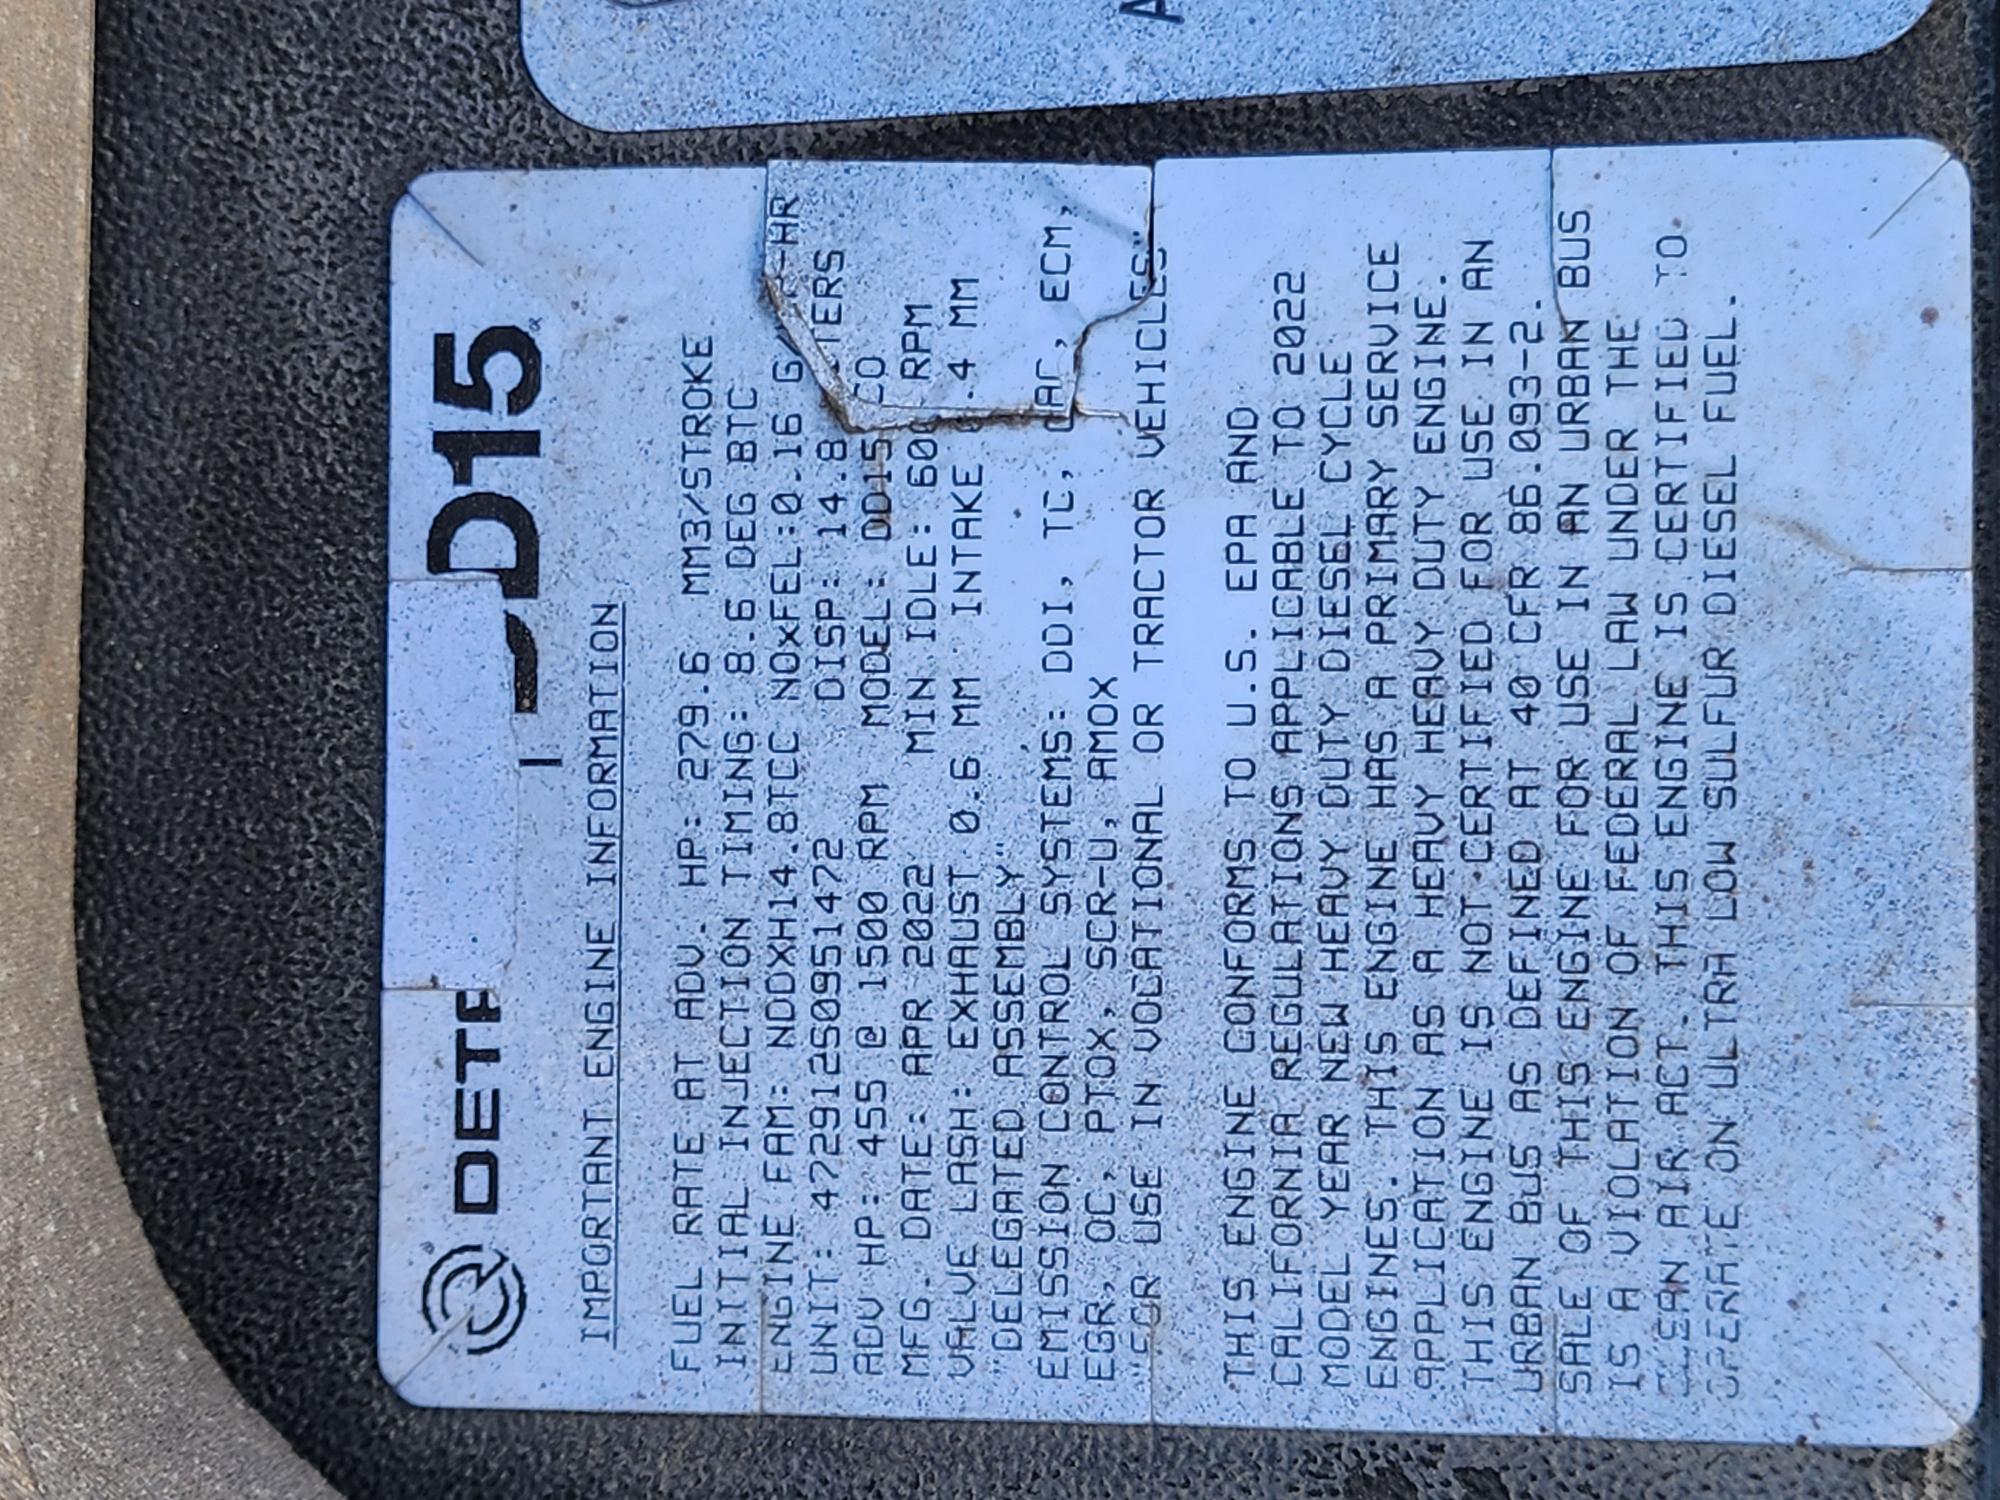 DETR D15
IMPORTANT ENGINE INFORMATION
FUEL RATE AT ADV. HP: 279.6 MM3/STROKE
INITIAL INJECTION TIMING: 8.6 DEG BTC
ENGINE FAM: NDDXH14.8TCC NOxFEL:0.16 G/ -HR
UNIT: 472912S0951472 DISP: 14.8 TERS
ADV HP: 455 @ 1500 RPM MODEL: DD15 CO
MFG. DATE: APR 2022 MIN IDLE: 600 RPM
VALVE LASH: EXHAUST 0.6 MM INTAKE .4 MM
"DELEGATED ASSEMBLY"
EMISSION CONTROL SYSTEMS: DDI, TC, CAC, ECM,
EGR, OC, PTOX, SCR-U, AMOX
"FOR USE IN VOCATIONAL OR TRACTOR VEHICLES"
THIS ENGINE CONFORMS TO U.S. EPA AND
CALIFORNIA REGULATIONS APPLICABLE TO 2022
MODEL YEAR NEW HEAVY DUTY DIESEL CYCLE
ENGINES. THIS ENGINE HAS A PRIMARY SERVICE
APPLICATION AS A HEAVY HEAVY DUTY ENGINE.
THIS ENGINE IS NOT CERTIFIED FOR USE IN AN
URBAN BUS AS DEFINED AT 40 CFR 86.093-2.
SALE OF THIS ENGINE FOR USE IN AN URBAN BUS
IS A VIOLATION OF FEDERAL LAW UNDER THE
CLEAN AIR ACT. THIS ENGINE IS CERTIFIED TO
OPERATE ON ULTRA LOW SULFUR DIESEL FUEL.